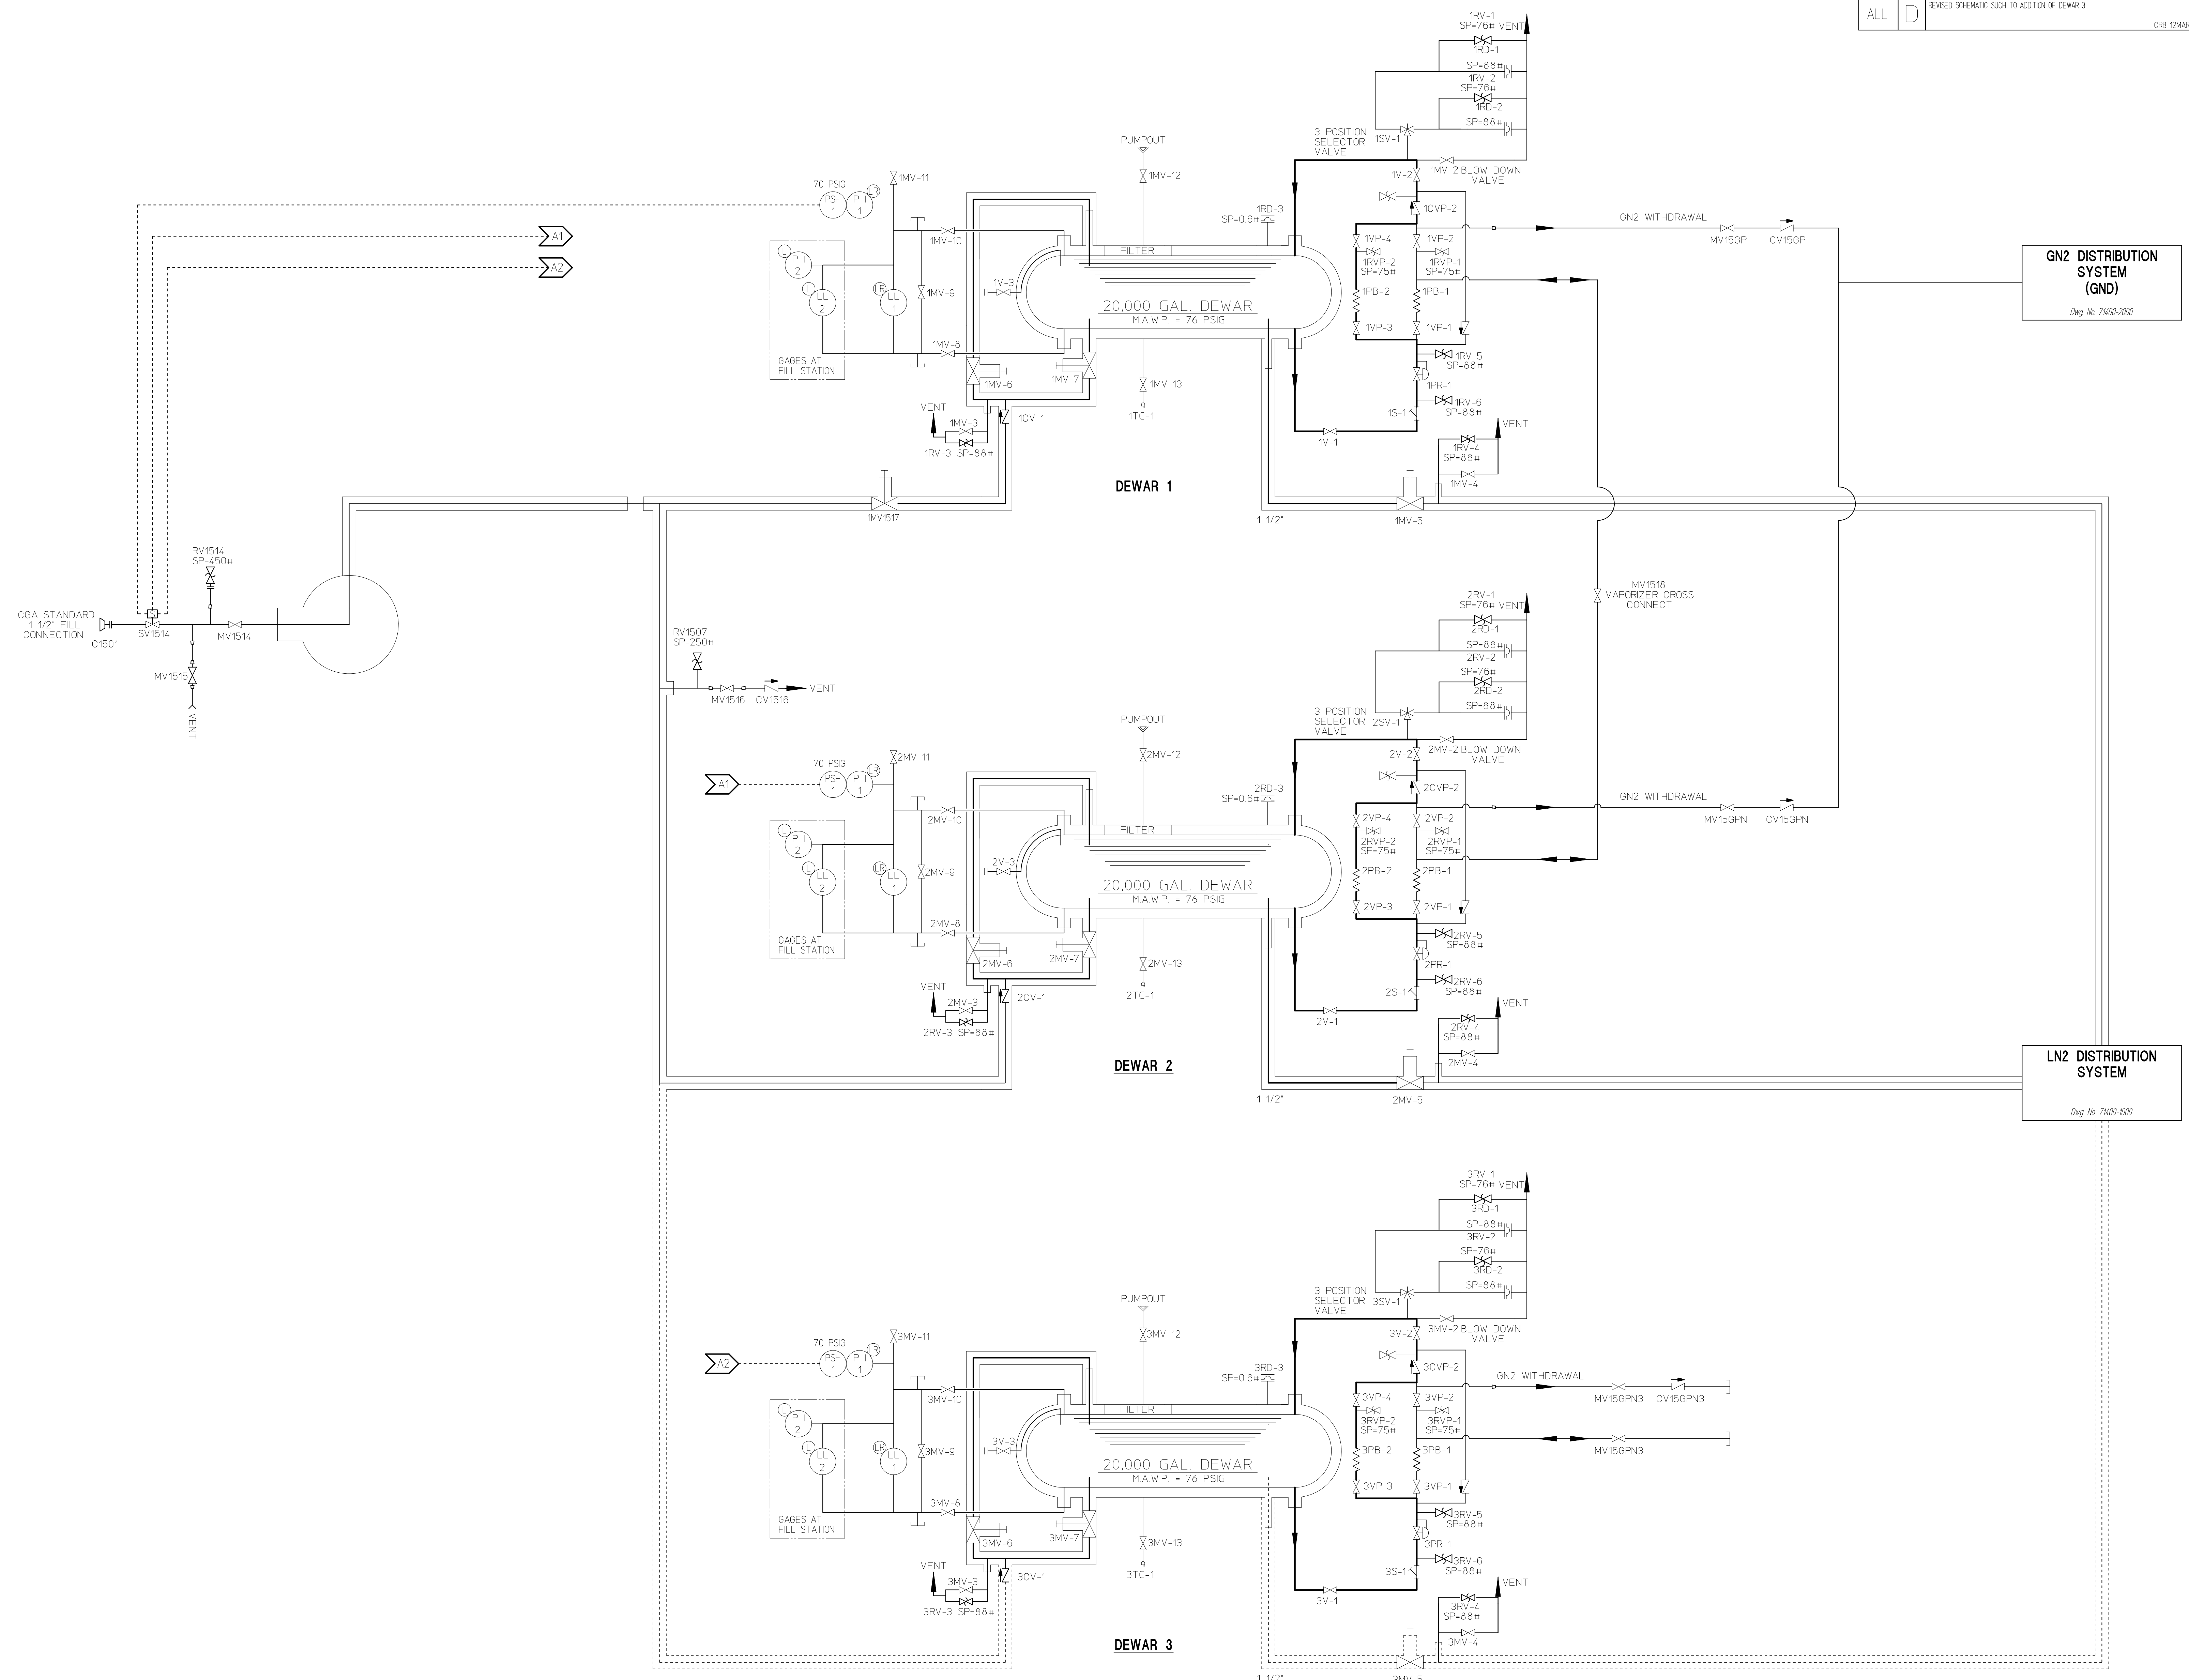 ALL
D
REVISED SCHEMATIC SUCH TO ADDITION OF DEWAR 3.
CRB 12MAR
1RV-1
SP=76#
VENT
1RD-1
SP=88#
1RV-2
SP=76#
1RD-2
SP=88#
3 POSITION
SELECTOR
VALVE
1SV-1
1V-2
1MV-2 BLOW DOWN
VALVE
PUMPOUT
1MV-12
70 PSIG
PSH
1
P I
1
LR
1MV-11
1MV-10
1MV-9
1MV-8
L
P I
2
L
LL
2
LR
LL
1
GAGES AT
FILL STATION
A1
A2
1RD-3
SP=0.6#
FILTER
1V-3
20,000 GAL. DEWAR
M.A.W.P. = 76 PSIG
1CVP-2
1VP-4
1VP-2
1RVP-2
SP=75#
1RVP-1
SP=75#
1PB-2
1PB-1
1VP-3
1VP-1
1RV-5
SP=88#
1PR-1
1RV-6
SP=88#
1S-1
1V-1
GN2 WITHDRAWAL
MV15GP
CV15GP
GN2 DISTRIBUTION
SYSTEM
(GND)
Dwg. No. 71400-2000
1MV-6
1MV-7
1MV-13
1TC-1
VENT
1MV-3
1RV-3 SP=88#
1CV-1
VENT
1RV-4
SP=88#
1MV-4
1MV1517
DEWAR 1
1 1/2"
1MV-5
RV1514
SP-450#
CGA STANDARD
1 1/2" FILL
CONNECTION
C1501
S
SV1514
MV1514
MV1515
VENT
RV1507
SP-250#
MV1516
CV1516
VENT
MV1518
VAPORIZER CROSS
CONNECT
2RV-1
SP=76#
VENT
2RD-1
SP=88#
2RV-2
SP=76#
2RD-2
SP=88#
3 POSITION
SELECTOR
VALVE
2SV-1
2V-2
2MV-2 BLOW DOWN
VALVE
PUMPOUT
2MV-12
A1
70 PSIG
PSH
1
P I
1
LR
2MV-11
2MV-10
2MV-9
2MV-8
L
P I
2
L
LL
2
LR
LL
1
GAGES AT
FILL STATION
2RD-3
SP=0.6#
FILTER
2V-3
20,000 GAL. DEWAR
M.A.W.P. = 76 PSIG
2CVP-2
2VP-4
2VP-2
2RVP-2
SP=75#
2RVP-1
SP=75#
2PB-2
2PB-1
2VP-3
2VP-1
2RV-5
SP=88#
2PR-1
2RV-6
SP=88#
2S-1
2V-1
GN2 WITHDRAWAL
MV15GPN
CV15GPN
2MV-6
2MV-7
2MV-13
2TC-1
VENT
2MV-3
2RV-3 SP=88#
2CV-1
VENT
2RV-4
SP=88#
2MV-4
DEWAR 2
1 1/2"
2MV-5
LN2 DISTRIBUTION
SYSTEM
Dwg. No. 71400-1000
3RV-1
SP=76#
VENT
3RD-1
SP=88#
3RV-2
SP=76#
3RD-2
SP=88#
3 POSITION
SELECTOR
VALVE
3SV-1
3V-2
3MV-2 BLOW DOWN
VALVE
PUMPOUT
3MV-12
A2
70 PSIG
PSH
1
P I
1
LR
3MV-11
3MV-10
3MV-9
3MV-8
L
P I
2
L
LL
2
LR
LL
1
GAGES AT
FILL STATION
3RD-3
SP=0.6#
FILTER
3V-3
20,000 GAL. DEWAR
M.A.W.P. = 76 PSIG
3CVP-2
3VP-4
3VP-2
3RVP-2
SP=75#
3RVP-1
SP=75#
3PB-2
3PB-1
3VP-3
3VP-1
3RV-5
SP=88#
3PR-1
3RV-6
SP=88#
3S-1
3V-1
GN2 WITHDRAWAL
MV15GPN3
CV15GPN3
MV15GPN3
3MV-6
3MV-7
3MV-13
3TC-1
VENT
3MV-3
3RV-3 SP=88#
3CV-1
VENT
3RV-4
SP=88#
3MV-4
DEWAR 3
1 1/2"
3MV-5